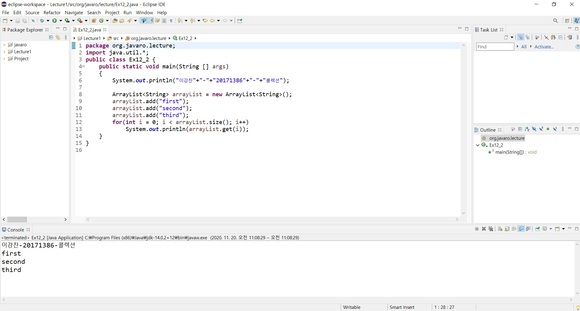 eclipse-workspace - Lecture1/src/org/javaro/lecture/Ex12_2.java - Eclipse IDE
File Edit Source Refactor Navigate Search Project Run Window Help
Package Explorer
javaro
Lecture1
Project
Ex12_2.java
Lecture1 src org.javaro.lecture Ex12_2
1 package org.javaro.lecture;
2 import java.util.*;
3 public class Ex12_2 {
4 public static void main(String [] args)
5 {
6 System.out.println("이강찬"+"-"+"20171386"+"-"+"콜렉션");
7
8 ArrayList<String> arrayList = new ArrayList<String>();
9 arrayList.add("first");
10 arrayList.add("second");
11 arrayList.add("third");
12 for(int i = 0; i < arrayList.size(); i++)
13 System.out.println(arrayList.get(i));
14 }
15 }
16
Task List
Find All Activate...
Outline
org.javaro.lecture
Ex12_2
main(String[]) : void
Console
<terminated> Ex12_2 [Java Application] C:₩Program Files (x86)₩Java₩jdk-14.0.2+12₩bin₩javaw.exe (2020. 11. 20. 오전 11:08:29 – 오전 11:08:29)
이강찬-20171386-콜렉션
first
second
third
Writable Smart Insert 1 : 28 : 27